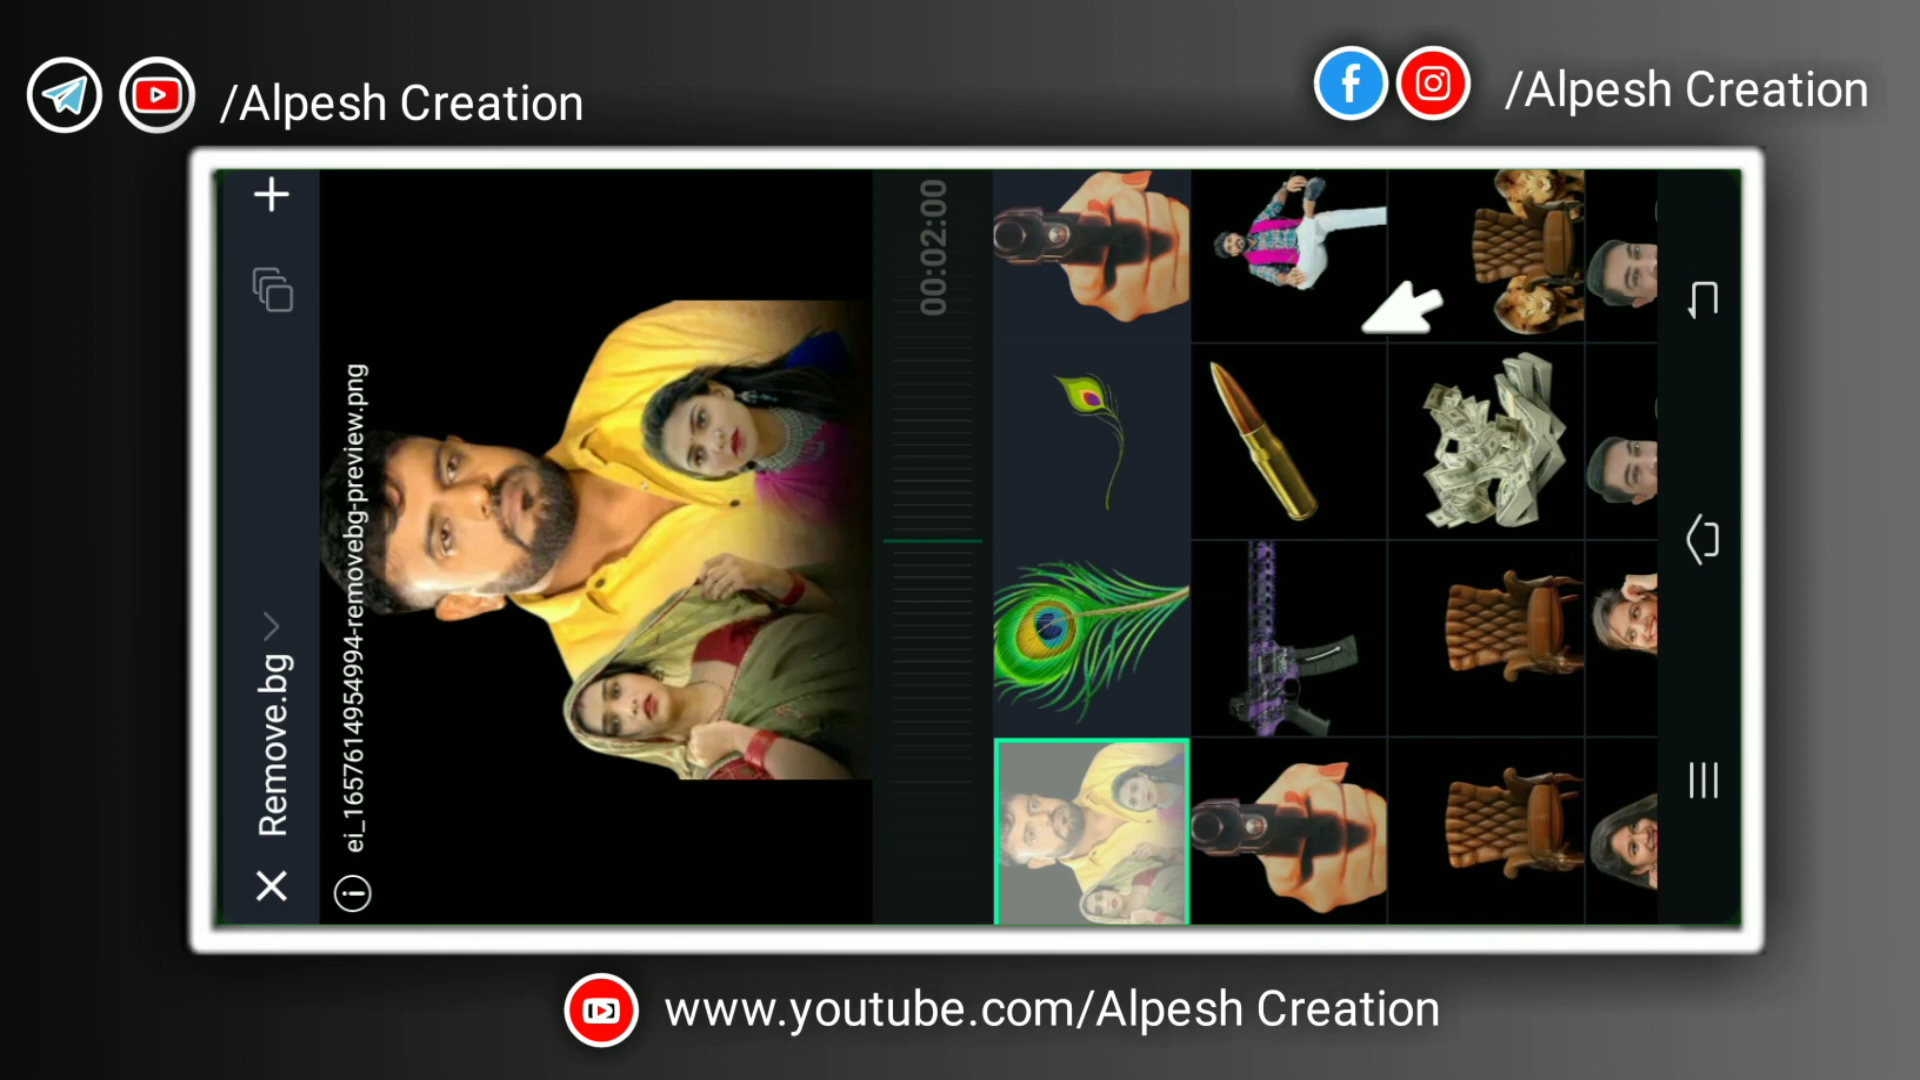 /Alpesh Creation
/Alpesh Creation
Remove.bg
ei_1657614954994-removebg-preview.png
00:02:00
www.youtube.com/Alpesh Creation